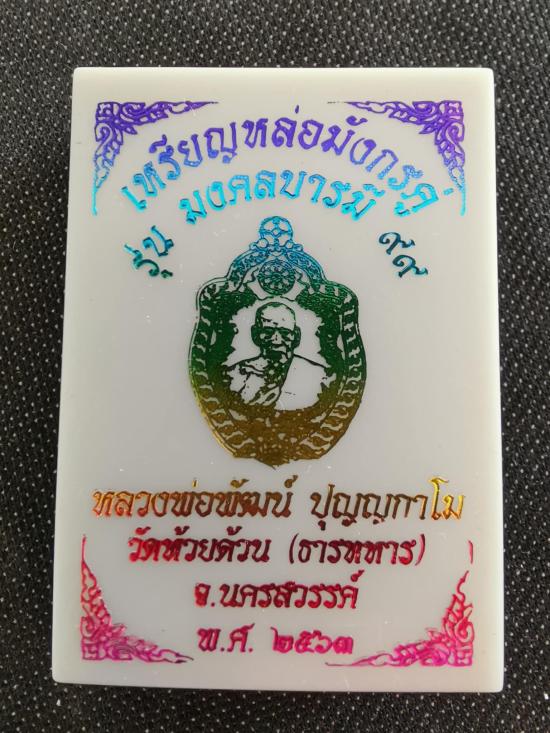 เหรียญหล่อมังกรคู่
รุ่น มงคลบารมี ๙๙
หลวงพ่อพัฒน์ ปุญญกาโม
วัดห้วยด้วน (ธารทหาร)
จ.นครสวรรค์
พ.ศ. ๒๕๖๓